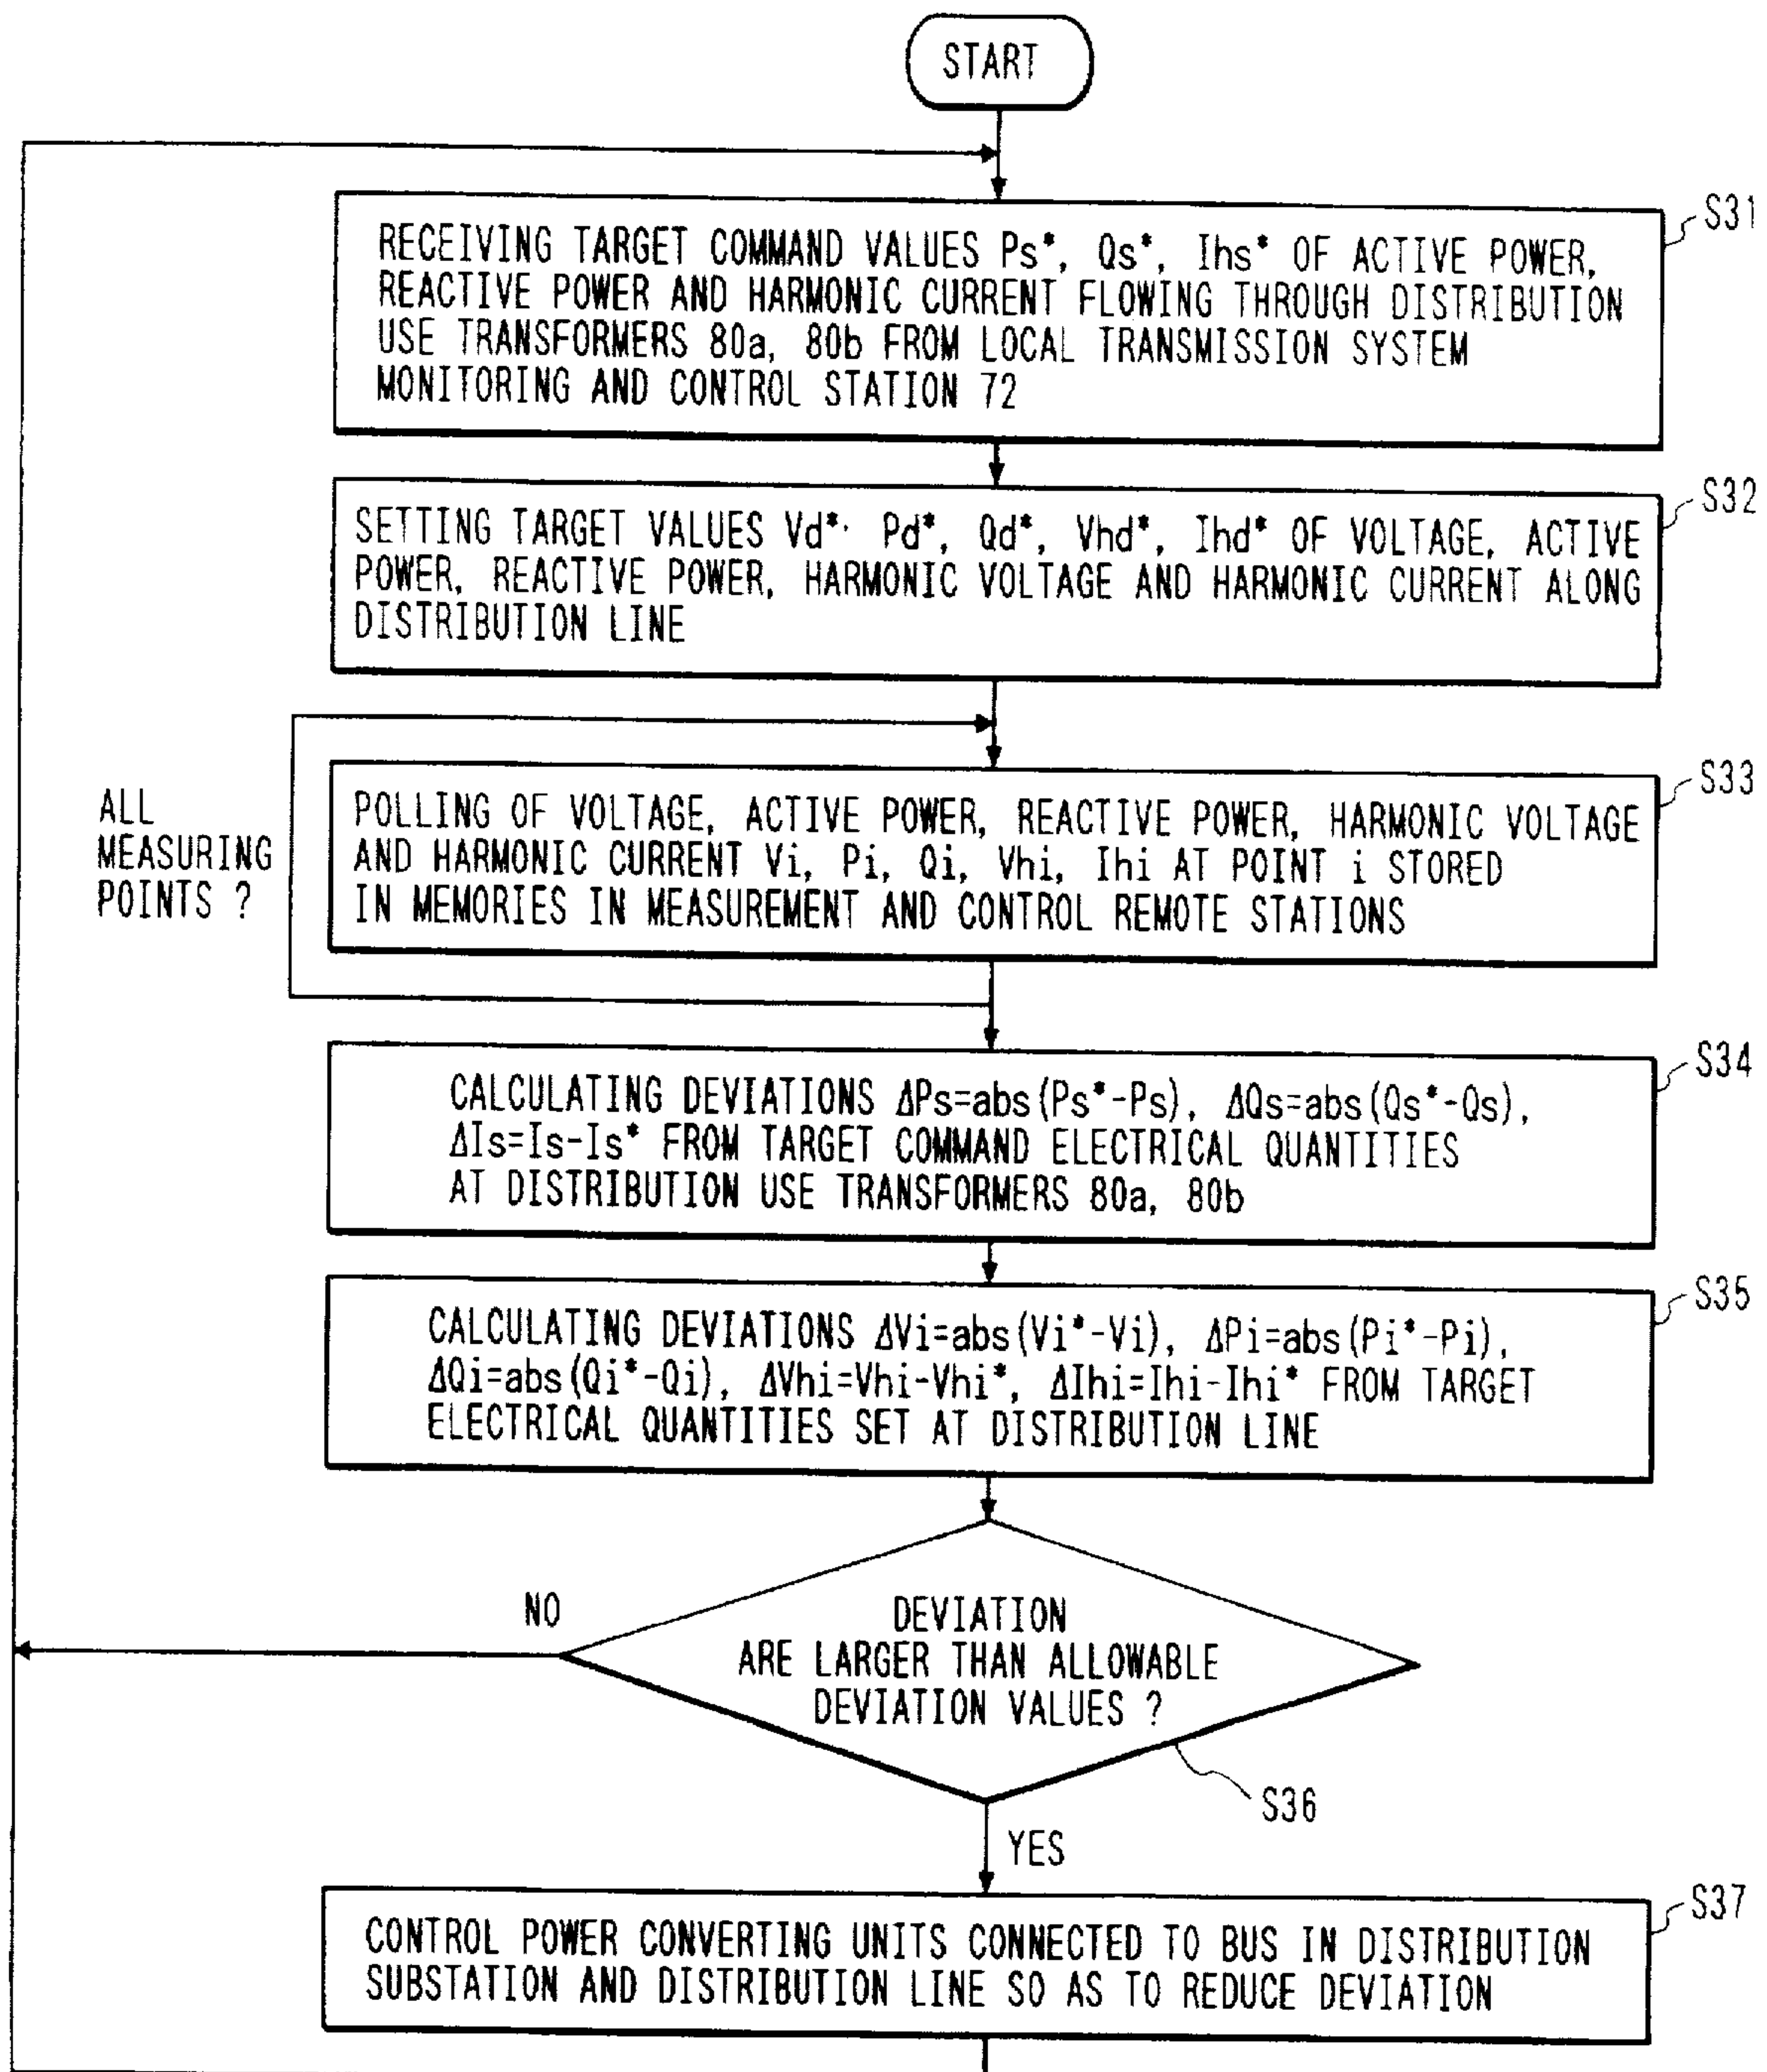 START
S31
RECEIVING TARGET COMMAND VALUES Ps*, Qs*, Ihs* OF ACTIVE POWER,
REACTIVE POWER AND HARMONIC CURRENT FLOWING THROUGH DISTRIBUTION
USE TRANSFORMERS 80a, 80b FROM LOCAL TRANSMISSION SYSTEM
MONITORING AND CONTROL STATION 72
S32
SETTING TARGET VALUES Vd*, Pd*, Qd*, Vhd*, Ihd* OF VOLTAGE, ACTIVE
POWER, REACTIVE POWER, HARMONIC VOLTAGE AND HARMONIC CURRENT ALONG
DISTRIBUTION LINE
ALL
MEASURING
POINTS ?
S33
POLLING OF VOLTAGE, ACTIVE POWER, REACTIVE POWER, HARMONIC VOLTAGE
AND HARMONIC CURRENT Vi, Pi, Qi, Vhi, Ihi AT POINT i STORED
IN MEMORIES IN MEASUREMENT AND CONTROL REMOTE STATIONS
S34
CALCULATING DEVIATIONS ΔPs=abs(Ps*-Ps), ΔQs=abs(Qs*-Qs),
ΔIs=Is-Is* FROM TARGET COMMAND ELECTRICAL QUANTITIES
AT DISTRIBUTION USE TRANSFORMERS 80a, 80b
S35
CALCULATING DEVIATIONS ΔVi=abs(Vi*-Vi), ΔPi=abs(Pi*-Pi),
ΔQi=abs(Qi*-Qi), ΔVhi=Vhi-Vhi*, ΔIhi=Ihi-Ihi* FROM TARGET
ELECTRICAL QUANTITIES SET AT DISTRIBUTION LINE
NO
DEVIATION
ARE LARGER THAN ALLOWABLE
DEVIATION VALUES ?
S36
YES
S37
CONTROL POWER CONVERTING UNITS CONNECTED TO BUS IN DISTRIBUTION
SUBSTATION AND DISTRIBUTION LINE SO AS TO REDUCE DEVIATION